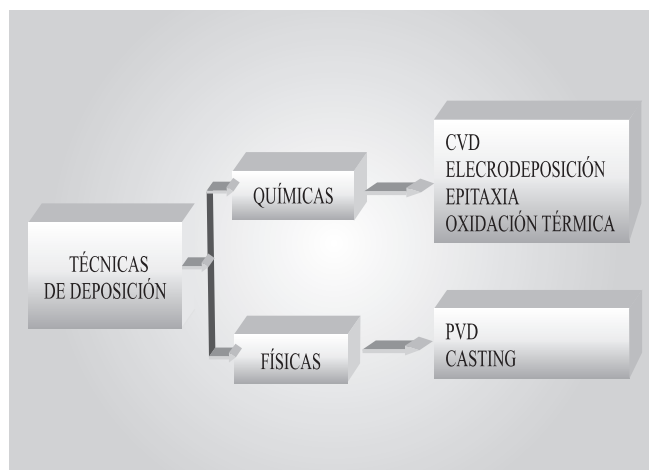 TÉCNICAS
DE DEPOSICIÓN
QUÍMICAS
CVD
ELECRODEPOSICIÓN
EPITAXIA
OXIDACIÓN TÉRMICA
FÍSICAS
PVD
CASTING